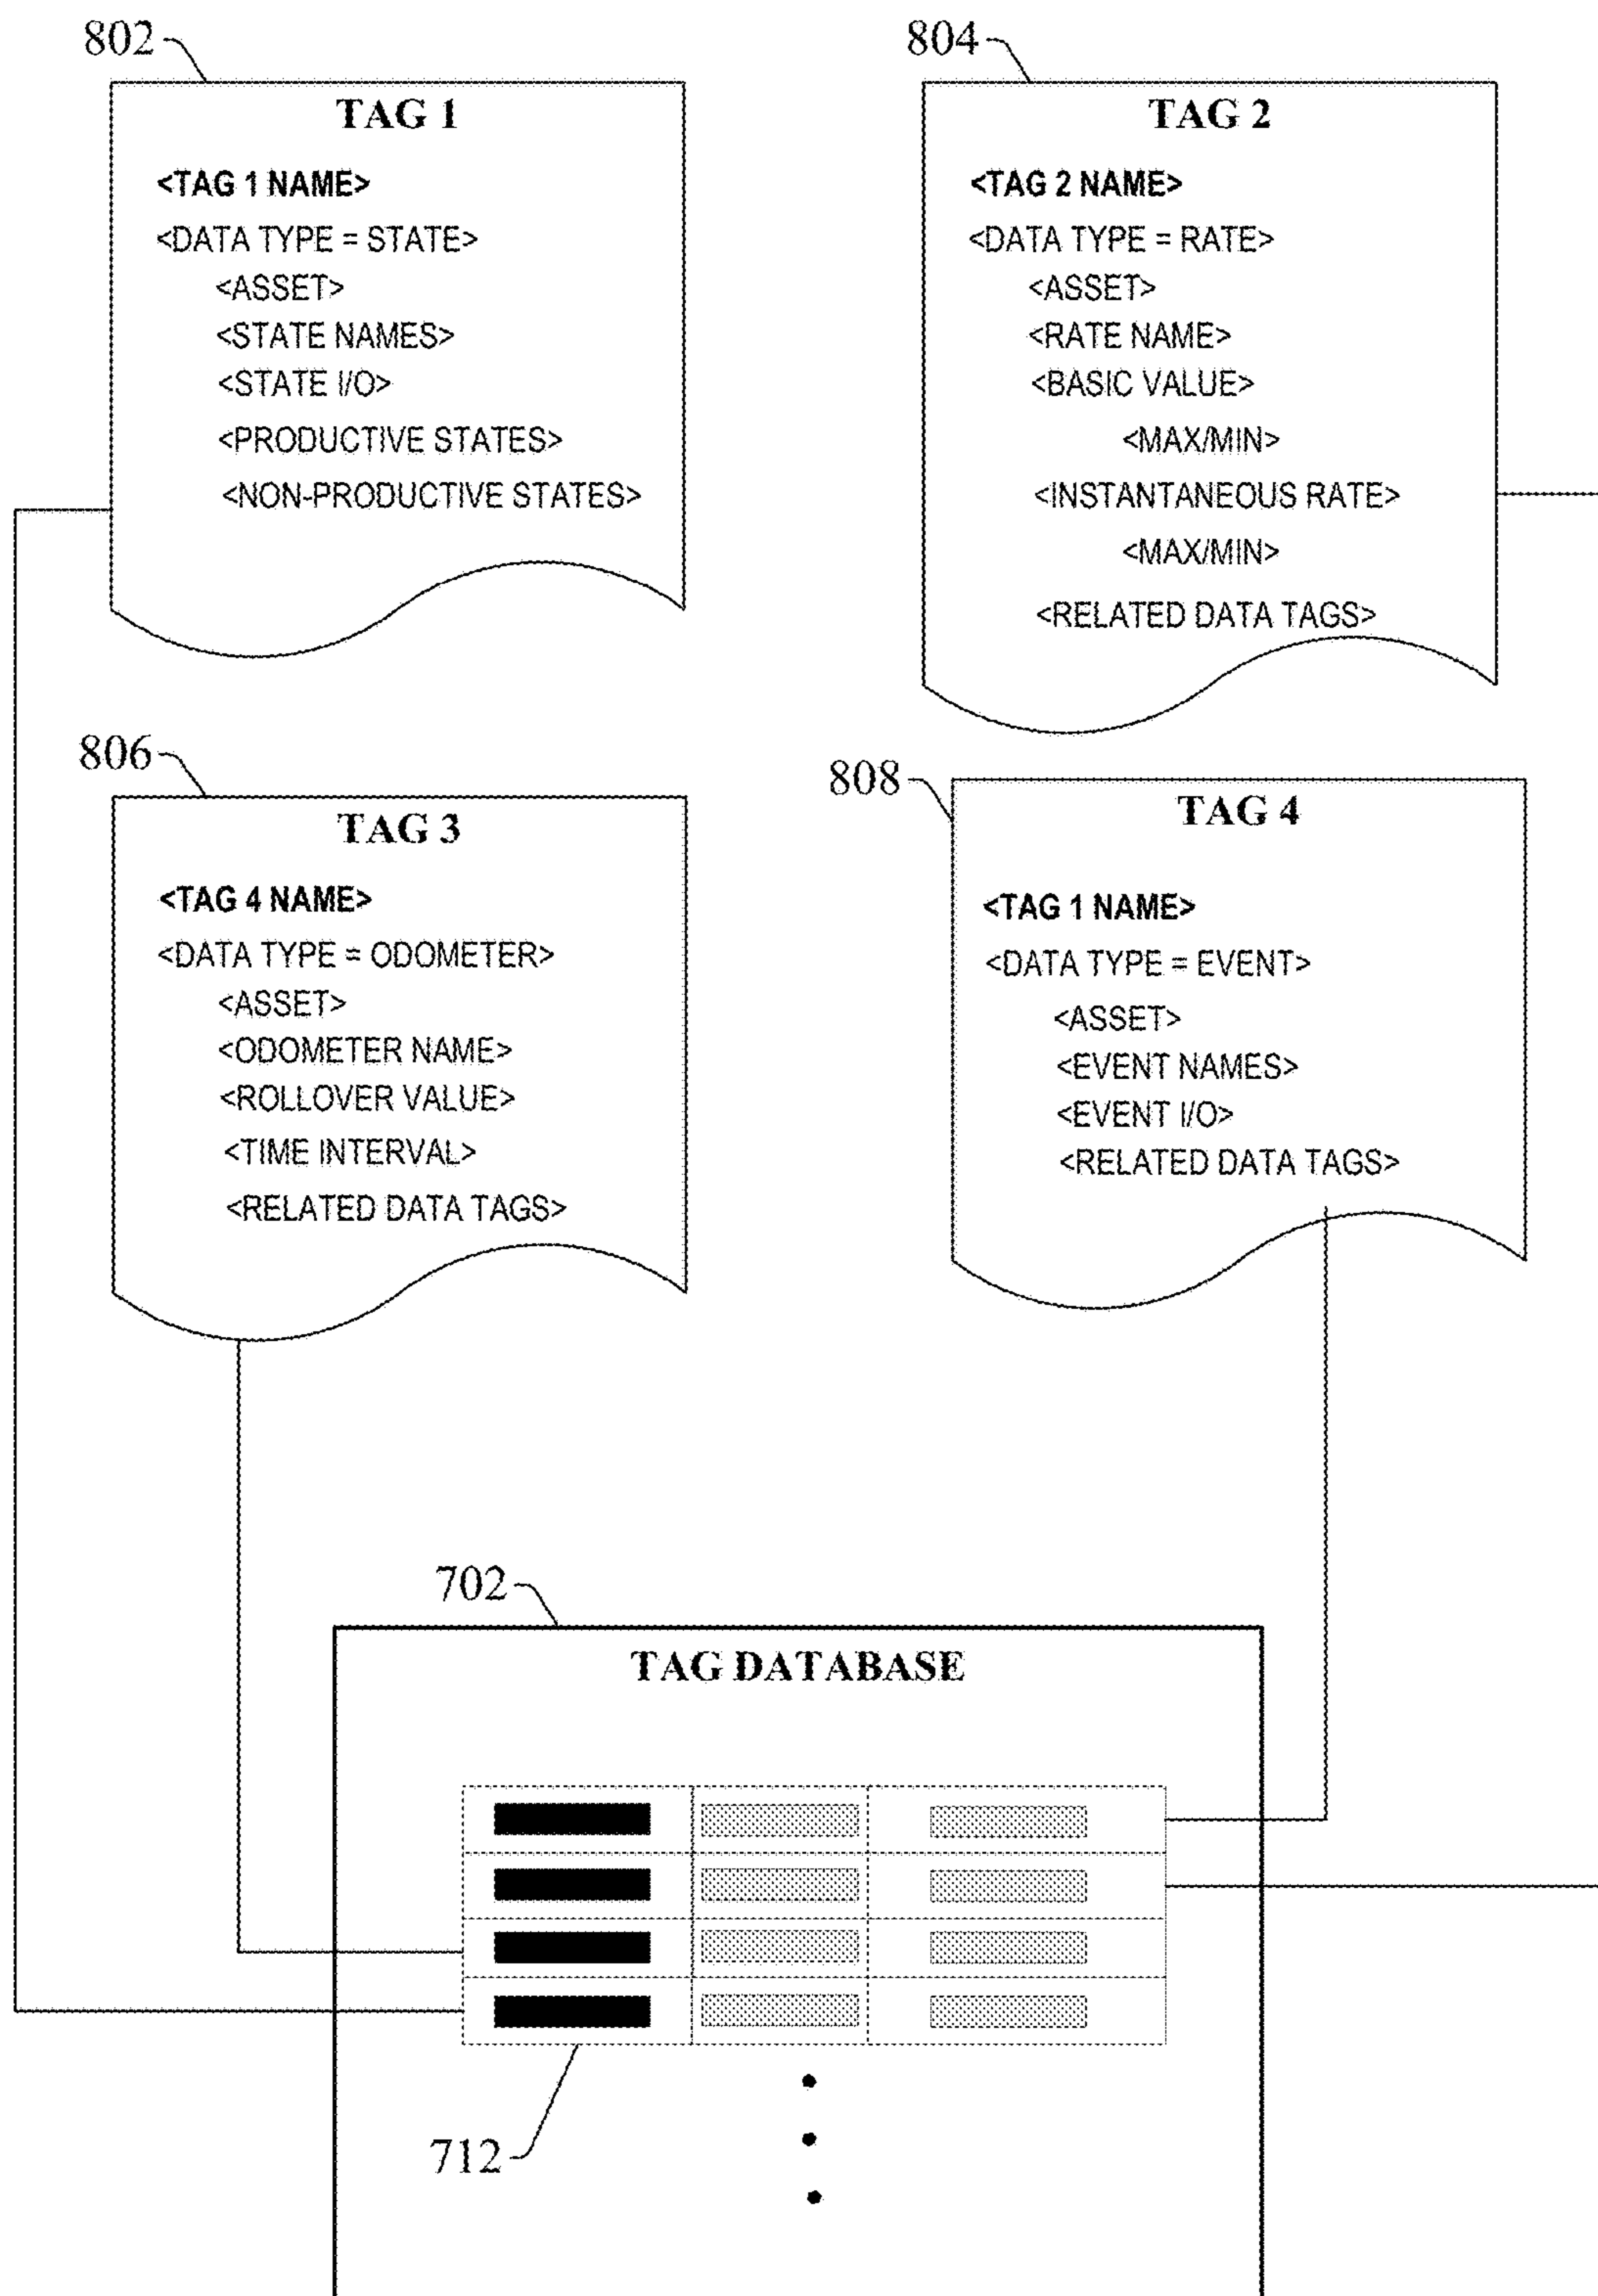 802
TAG 1
<TAG 1 NAME>
<DATA TYPE = STATE>
<ASSET>
<STATE NAMES>
<STATE I/O>
<PRODUCTIVE STATES>
<NON-PRODUCTIVE STATES>
804
TAG 2
<TAG 2 NAME>
<DATA TYPE = RATE>
<ASSET>
<RATE NAME>
<BASIC VALUE>
<MAX/MIN>
<INSTANTANEOUS RATE>
<MAX/MIN>
<RELATED DATA TAGS>
806
TAG 3
<TAG 4 NAME>
<DATA TYPE = ODOMETER>
<ASSET>
<ODOMETER NAME>
<ROLLOVER VALUE>
<TIME INTERVAL>
<RELATED DATA TAGS>
808
TAG 4
<TAG 1 NAME>
<DATA TYPE = EVENT>
<ASSET>
<EVENT NAMES>
<EVENT I/O>
<RELATED DATA TAGS>
702
TAG DATABASE
712